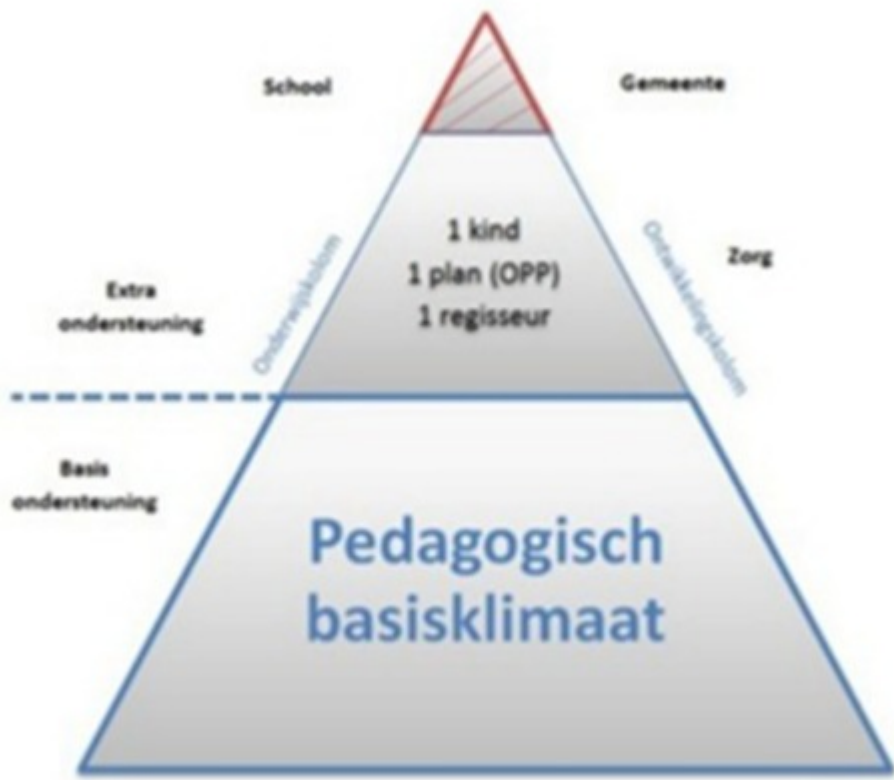 School
Gemeente
1 kind
1 plan (OPP)
1 regisseur
Onderwijskolom
Ontwikkelingskolom
Zorg
Extra
ondersteuning
Basis
ondersteuning
Pedagogisch
basisklimaat